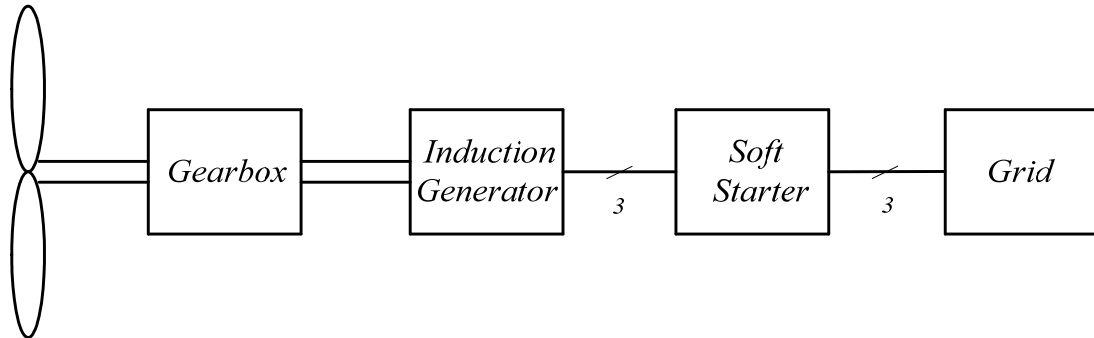 Gearbox
Induction
Generator
3
Soft
Starter
3
Grid